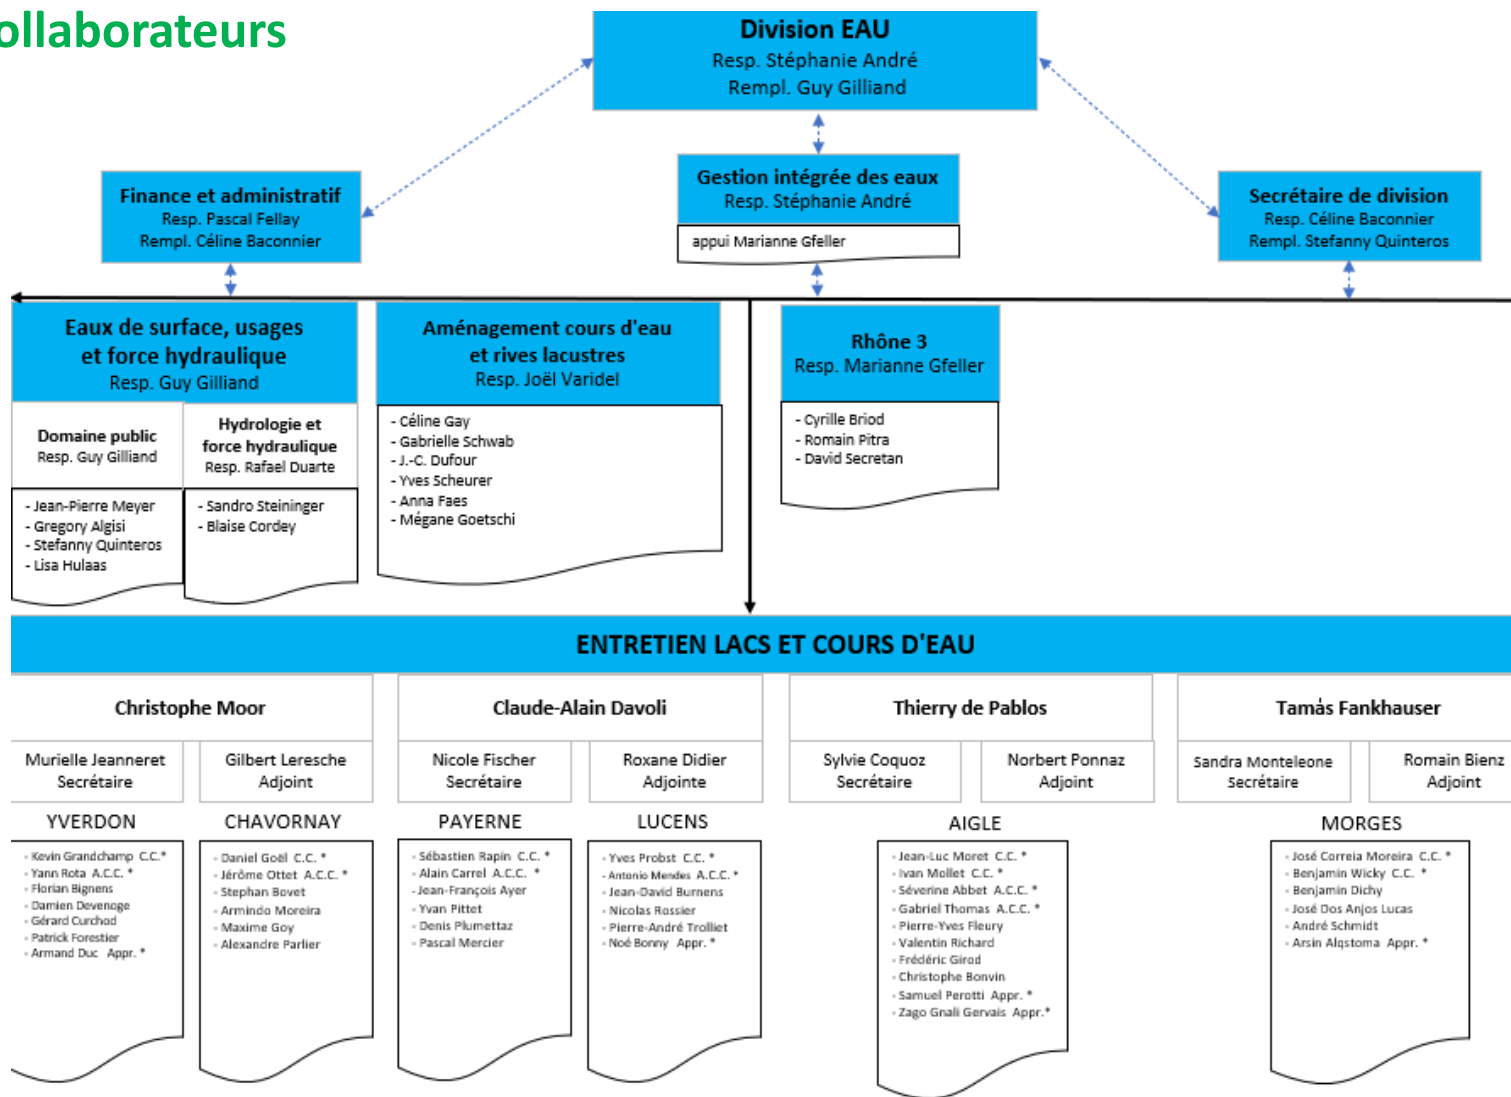 ollaborateurs
Division EAU
Resp. Stéphanie André
Rempl. Guy Gilliand
Finance et administratif
Resp. Pascal Fellay
Rempl. Céline Baconnier
Gestion intégrée des eaux
Resp. Stéphanie André
appui Marianne Gfeller
Secrétaire de division
Resp. Céline Baconnier
Rempl. Stefanny Quinteros
Eaux de surface, usages
et force hydraulique
Resp. Guy Gilliand
Domaine public
Resp. Guy Gilliand
- Jean-Pierre Meyer
- Gregory Algisi
- Stefanny Quinteros
- Lisa Hulaas
Hydrologie et
force hydraulique
Resp. Rafael Duarte
- Sandro Steininger
- Blaise Cordey
Aménagement cours d'eau
et rives lacustres
Resp. Joël Varidel
- Céline Gay
- Gabrielle Schwab
- J.-C. Dufour
- Yves Scheurer
- Anna Faes
- Mégane Goetschi
Rhône 3
Resp. Marianne Gfeller
- Cyrille Briod
- Romain Pitra
- David Secretan
ENTRETIEN LACS ET COURS D'EAU
Christophe Moor
Murielle Jeanneret
Secrétaire
Gilbert Leresche
Adjoint
YVERDON
- Kevin Grandchamp C.C. *
- Yann Rota A.C.C. *
- Florian Bignens
- Damien Devenoge
- Gérard Curchod
- Patrick Forestier
- Armand Duc Appr. *
CHAVORNAY
- Daniel Goël C.C. *
- Jérôme Ottet A.C.C. *
- Stephan Bovet
- Armindo Moreira
- Maxime Goy
- Alexandre Parlier
Claude-Alain Davoli
Nicole Fischer
Secrétaire
Roxane Didier
Adjointe
PAYERNE
- Sébastien Rapin C.C. *
- Alain Carrel A.C.C. *
- Jean-François Ayer
- Yvan Pittet
- Denis Plumettaz
- Pascal Mercier
LUCENS
- Yves Probst C.C. *
- Antonio Mendes A.C.C. *
- Jean-David Burnens
- Nicolas Rossier
- Pierre-André Trolliet
- Noé Bonny Appr. *
Thierry de Pablos
Sylvie Coquoz
Secrétaire
Norbert Ponnaz
Adjoint
AIGLE
- Jean-Luc Moret C.C. *
- Ivan Mollet C.C. *
- Séverine Abbet A.C.C. *
- Gabriel Thomas A.C.C. *
- Pierre-Yves Fleury
- Valentin Richard
- Frédéric Girod
- Christophe Bonvin
- Samuel Perotti Appr. *
- Zago Gnali Gervais Appr.*
Tamás Fankhauser
Sandra Monteleone
Secrétaire
Romain Bienz
Adjoint
MORGES
- José Correia Moreira C.C. *
- Benjamin Wicky C.C. *
- Benjamin Dichy
- José Dos Anjos Lucas
- André Schmidt
- Arsin Alqstoma Appr. *